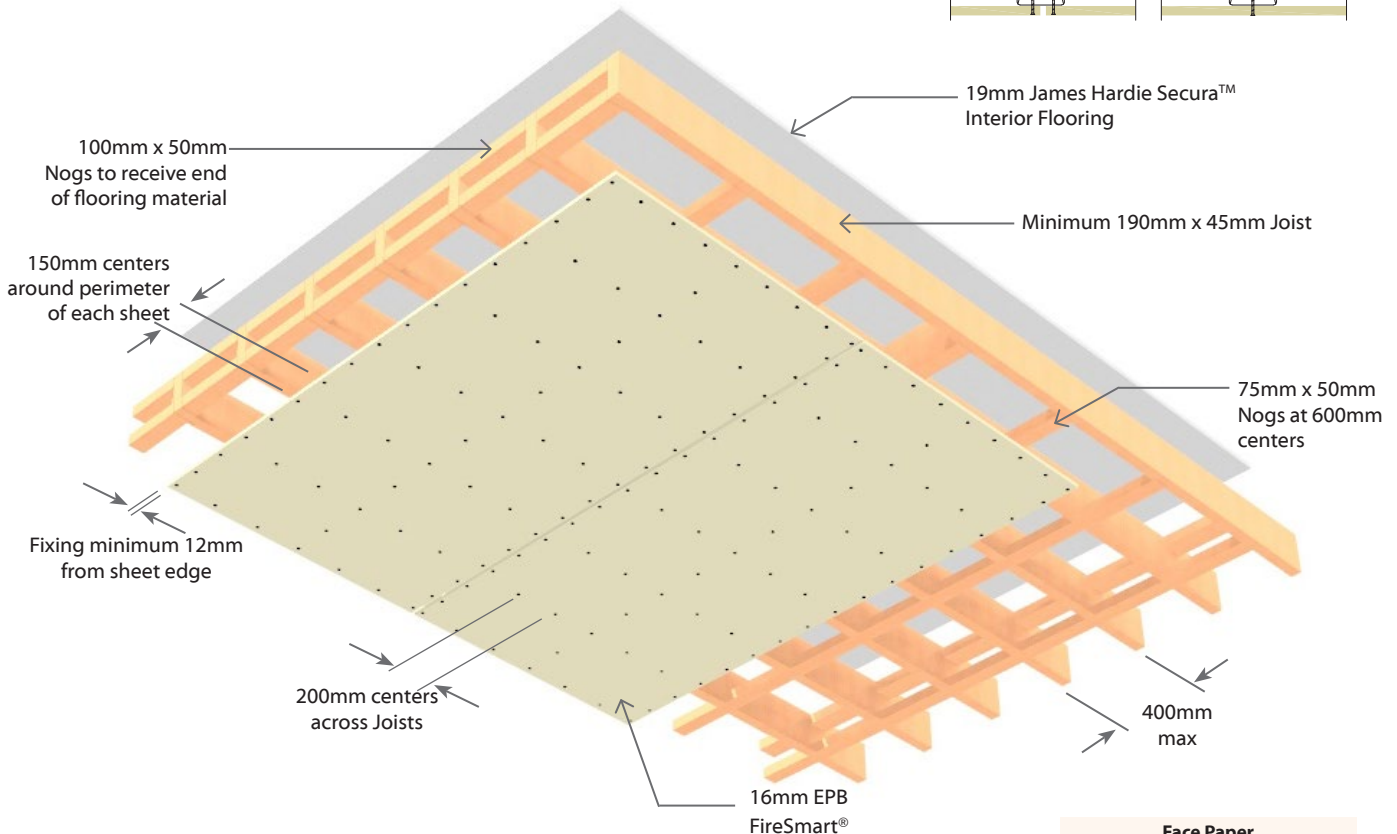 19mm James Hardie Secura™
Interior Flooring
100mm x 50mm
Nogs to receive end
of flooring material
Minimum 190mm x 45mm Joist
150mm centers
around perimeter
of each sheet
75mm x 50mm
Nogs at 600mm
centers
Fixing minimum 12mm
from sheet edge
200mm centers
across Joists
400mm
max
16mm EPB
FireSmart®
Face Paper